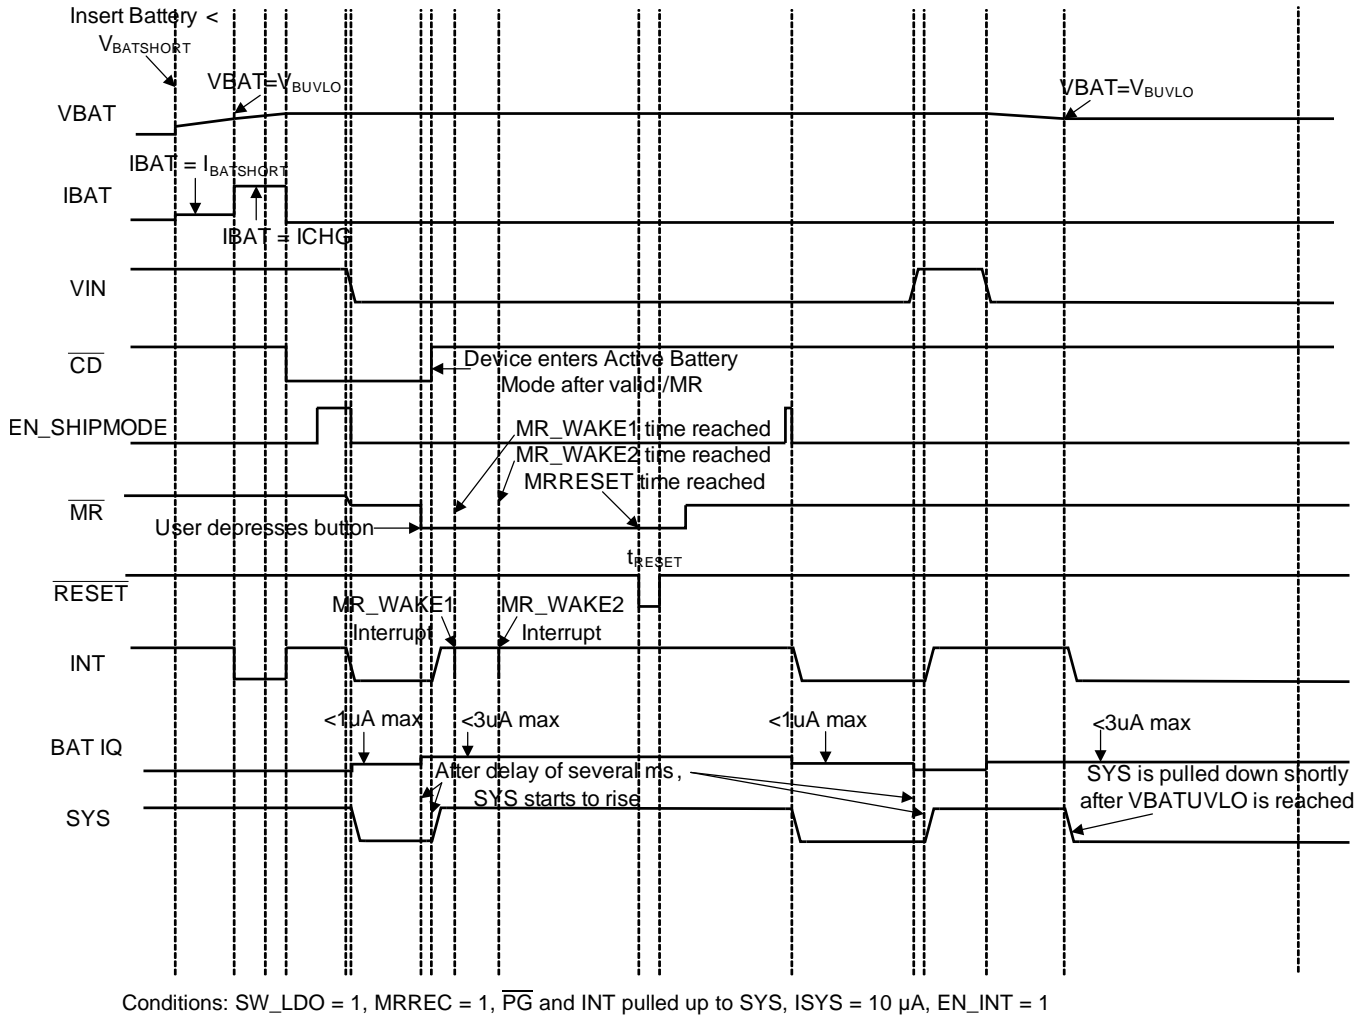 Insert Battery <
VBATSHORT
VBAT=VBUVLO
VBAT=VBUVLO
VBAT
IBAT = IBATSHORT
IBAT
IBAT = ICHG
VIN
CD
Device enters Active Battery
Mode after valid /MR
EN_SHIPMODE
MR_WAKE1 time reached
MR_WAKE2 time reached
MRRESET time reached
MR
User depresses button
tRESET
RESET
MR_WAKE1
Interrupt
MR_WAKE2
Interrupt
INT
<1uA max
<3uA max
<1uA max
<3uA max
BAT IQ
After delay of several ms,
SYS starts to rise
SYS is pulled down shortly
after VBATUVLO is reached
SYS
Conditions: SW_LDO = 1, MRREC = 1, PG and INT pulled up to SYS, ISYS = 10 µA, EN_INT = 1